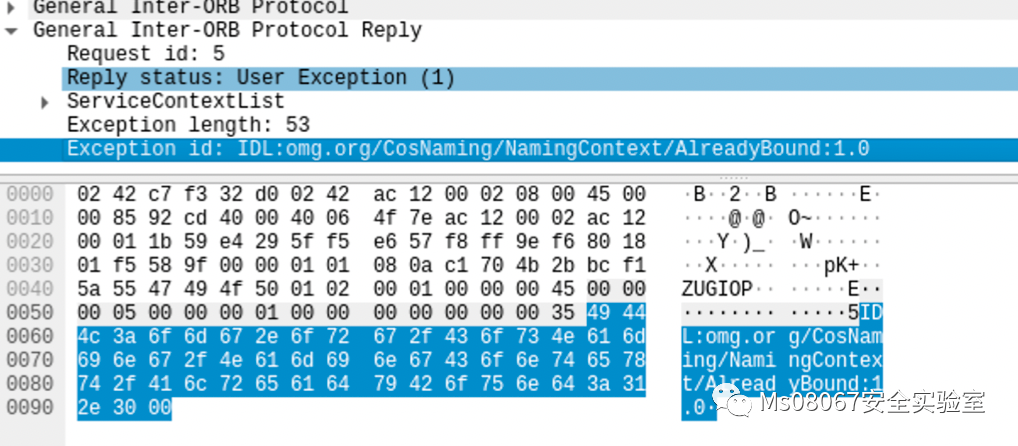 General Inter-ORB Protocol
General Inter-ORB Protocol Reply
Request id: 5
Reply status: User Exception (1)
ServiceContextList
Exception length: 53
Exception id: IDL:omg.org/CosNaming/NamingContext/AlreadyBound:1.0
0000 02 42 c7 f3 32 d0 02 42 ac 12 00 02 08 00 45 00 ·B··2··B ······E·
0010 00 85 92 cd 40 00 40 06 4f 7e ac 12 00 02 ac 12 ····@·@· O~······
0020 00 01 1b 59 e4 29 5f f5 e6 57 f8 ff 9e f6 80 18 ···Y·)_· ·W······
0030 01 f5 58 9f 00 00 01 01 08 0a c1 70 4b 2b bc f1 ··X····· ···pK+··
0040 5a 55 47 49 4f 50 01 02 00 01 00 00 00 45 00 00 ZUGIOP·· ·····E··
0050 00 05 00 00 00 01 00 00 00 00 00 00 00 35 49 44 ········ ·····5ID
0060 4c 3a 6f 6d 67 2e 6f 72 67 2f 43 6f 73 4e 61 6d L:omg.or g/CosNam
0070 69 6e 67 2f 4e 61 6d 69 6e 67 43 6f 6e 74 65 78 ing/Nami ngContex
0080 74 2f 41 6c 72 65 61 64 79 42 6f 75 6e 64 3a 31 t/Alread yBound:1
0090 2e 30 00 .0·
Ms08067安全实验室